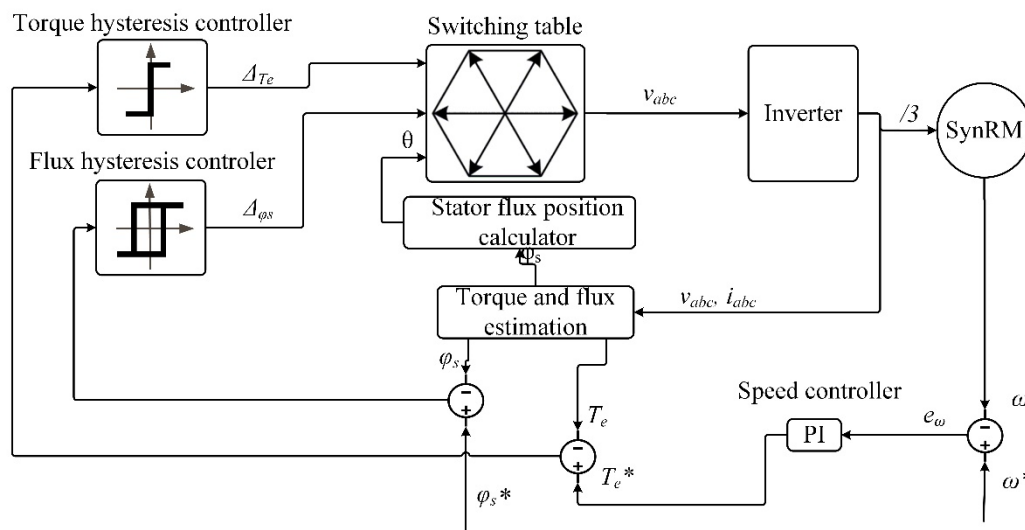 Torque hysteresis controller
Switching table
Δ_Te
v_abc
Inverter
/3
SynRM
θ
Flux hysteresis controler
Δ_φs
Stator flux position
calculator
φ_s
Torque and flux
estimation
v_abc, i_abc
φ_s
-
+
Speed controller
T_e
PI
e_ω
ω
-
+
-
+
T_e*
φ_s*
ω*